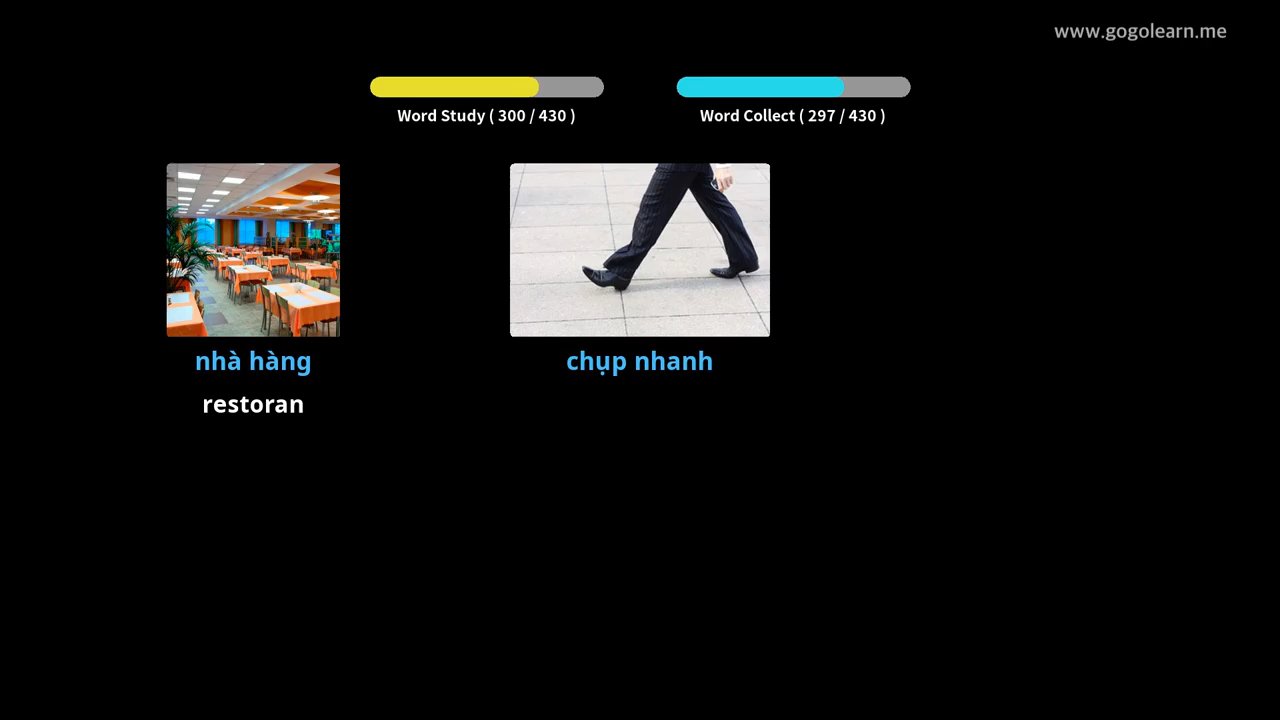 www.gogolearn.me
Word Study ( 300 / 430 )
Word Collect ( 297 / 430 )
nhà hàng
restoran
chụp nhanh